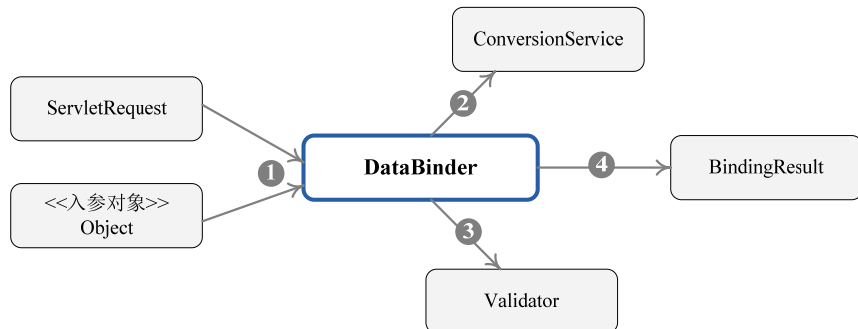 ConversionService
ServletRequest
2
1
DataBinder
4
BindingResult
<<入参对象>>
Object
3
Validator